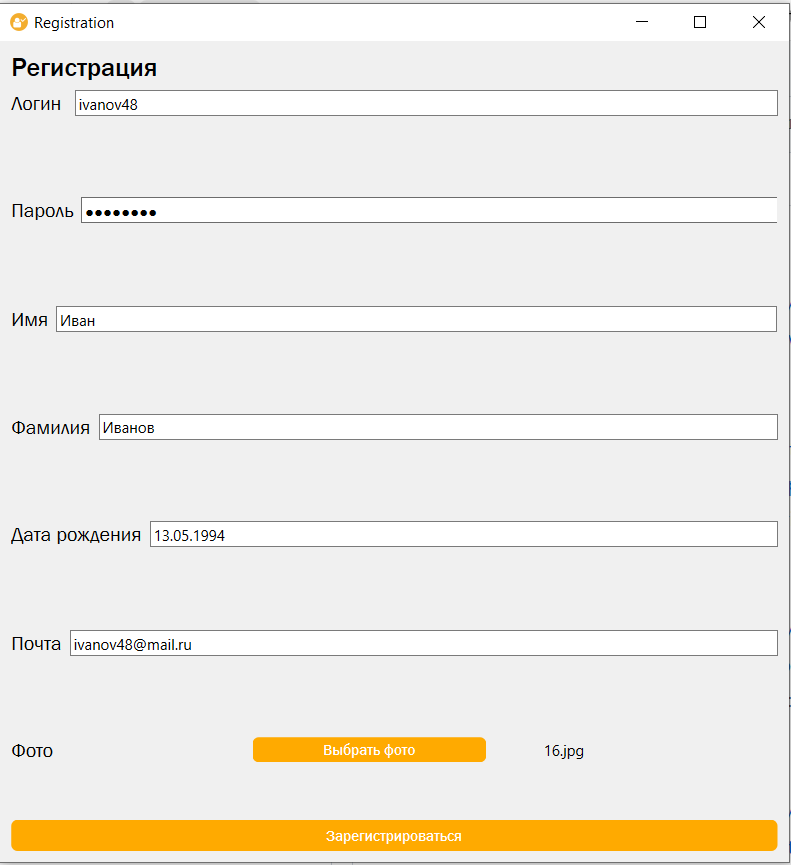 Registration
Регистрация
Логин ivanov48
Пароль ●●●●●●●●
Имя Иван
Фамилия Иванов
Дата рождения 13.05.1994
Почта ivanov48@mail.ru
Фото Выбрать фото 16.jpg
Зарегистрироваться